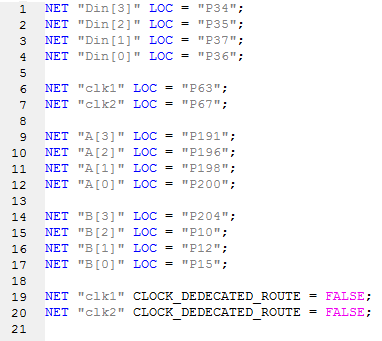 1 NET "Din[3]" LOC = "P34";
2 NET "Din[2]" LOC = "P35";
3 NET "Din[1]" LOC = "P37";
4 NET "Din[0]" LOC = "P36";
5
6 NET "clk1" LOC = "P63";
7 NET "clk2" LOC = "P67";
8
9 NET "A[3]" LOC = "P191";
10 NET "A[2]" LOC = "P196";
11 NET "A[1]" LOC = "P198";
12 NET "A[0]" LOC = "P200";
13
14 NET "B[3]" LOC = "P204";
15 NET "B[2]" LOC = "P10";
16 NET "B[1]" LOC = "P12";
17 NET "B[0]" LOC = "P15";
18
19 NET "clk1" CLOCK_DEDECATED_ROUTE = FALSE;
20 NET "clk2" CLOCK_DEDECATED_ROUTE = FALSE;
21